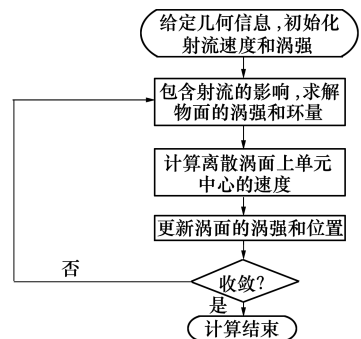 给定几何信息,初始化
射流速度和涡强
包含射流的影响,求解
物面的涡强和环量
计算离散涡面上单元
中心的速度
更新涡面的涡强和位置
收敛?
否
是
计算结束